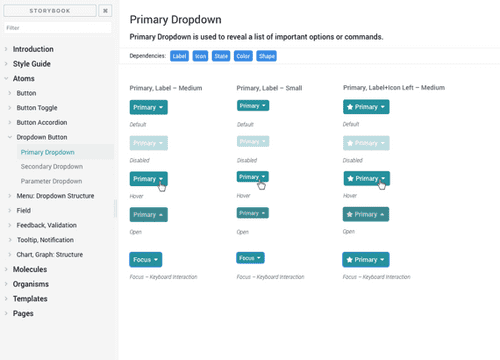 STORYBOOK
⌘
Filter
Introduction
Style Guide
Atoms
Button
Button Toggle
Button Accordion
Dropdown Button
Primary Dropdown
Secondary Dropdown
Parameter Dropdown
Menu: Dropdown Structure
Field
Feedback, Validation
Tooltip, Notification
Chart, Graph: Structure
Molecules
Organisms
Templates
Pages
Primary Dropdown
Primary Dropdown is used to reveal a list of important options or commands.
Dependencies: Label Icon State Color Shape
Primary, Label – Medium
Primary
Default
Primary
Disabled
Primary
Hover
Primary
Open
Focus
Focus – Keyboard Interaction
Primary, Label – Small
Primary
Default
Primary
Disabled
Primary
Hover
Primary
Open
Focus
Focus – Keyboard Interaction
Primary, Label+Icon Left – Medium
Primary
Default
Primary
Disabled
Primary
Hover
Primary
Open
Primary
Focus – Keyboard Interaction